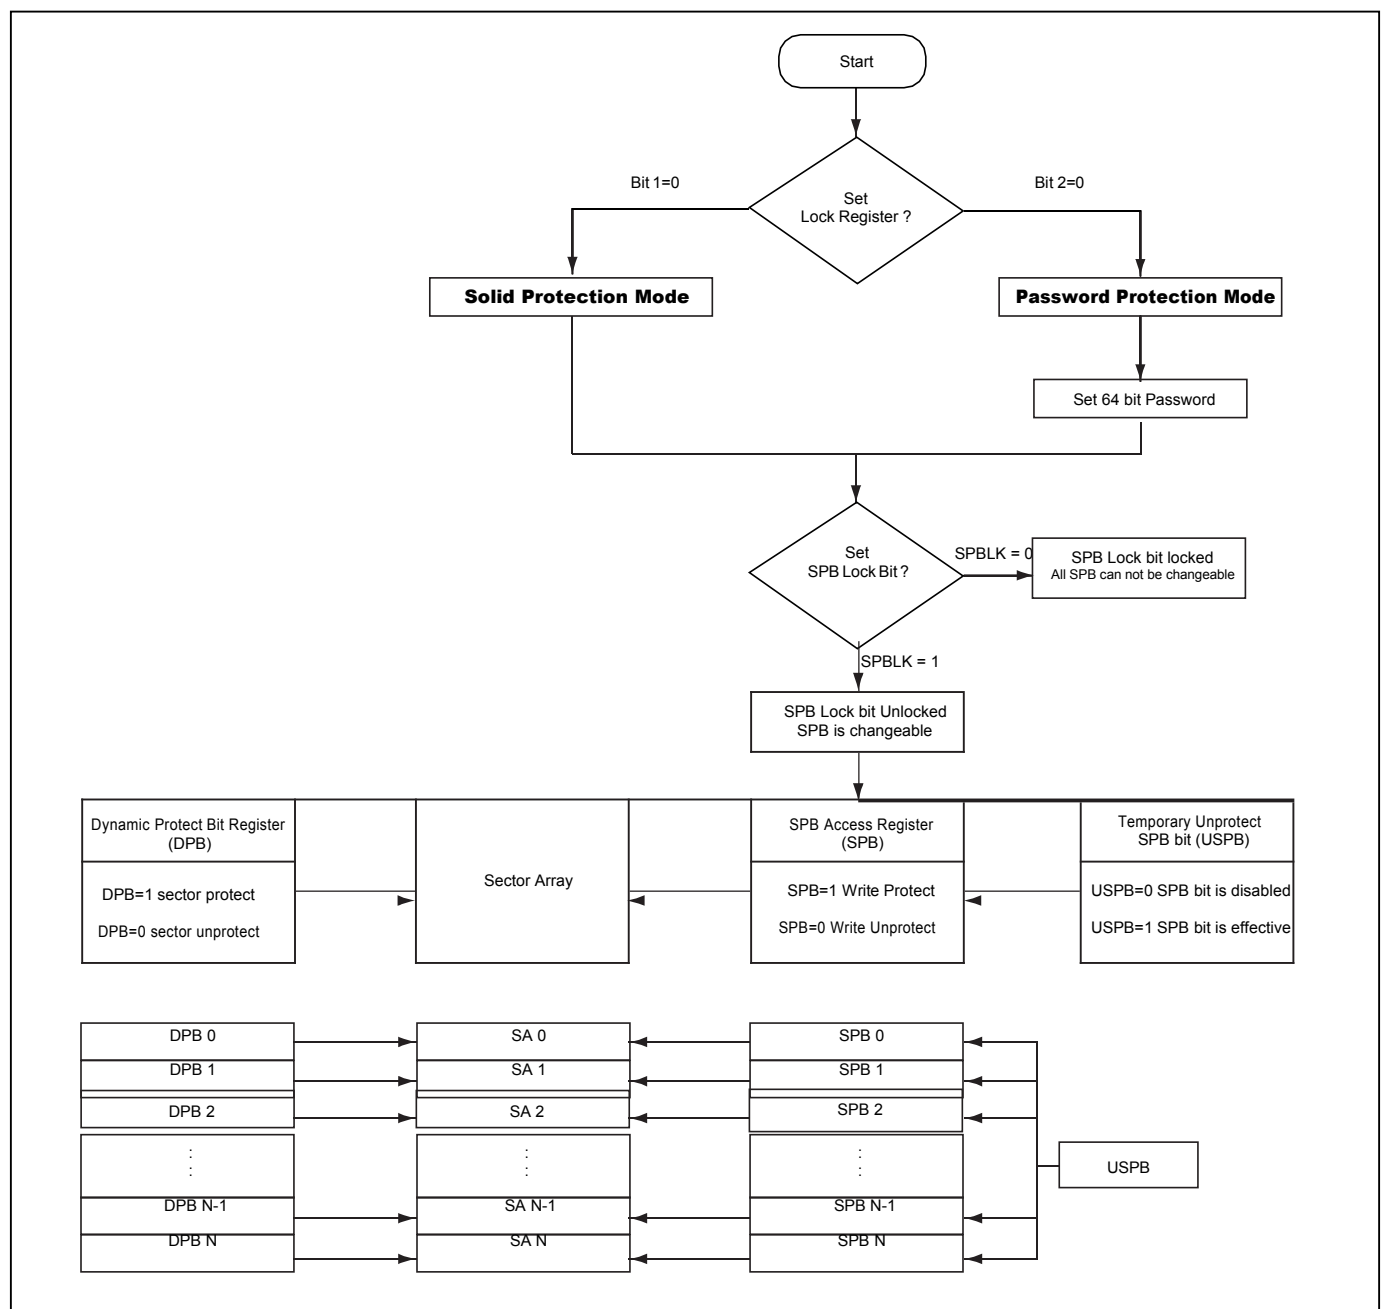 Start
Bit 1=0
Bit 2=0
Set
Lock Register ?
Solid Protection Mode
Password Protection Mode
Set 64 bit Password
Set
SPB Lock Bit ?
SPBLK = 0
SPB Lock bit locked
All SPB can not be changeable
SPBLK = 1
SPB Lock bit Unlocked
SPB is changeable
Dynamic Protect Bit Register
(DPB)
DPB=1 sector protect
DPB=0 sector unprotect
Sector Array
SPB Access Register
(SPB)
SPB=1 Write Protect
SPB=0 Write Unprotect
Temporary Unprotect
SPB bit (USPB)
USPB=0 SPB bit is disabled
USPB=1 SPB bit is effective
DPB 0
SA 0
SPB 0
DPB 1
SA 1
SPB 1
DPB 2
SA 2
SPB 2
:
:
:
:
:
:
USPB
DPB N-1
SA N-1
SPB N-1
DPB N
SA N
SPB N